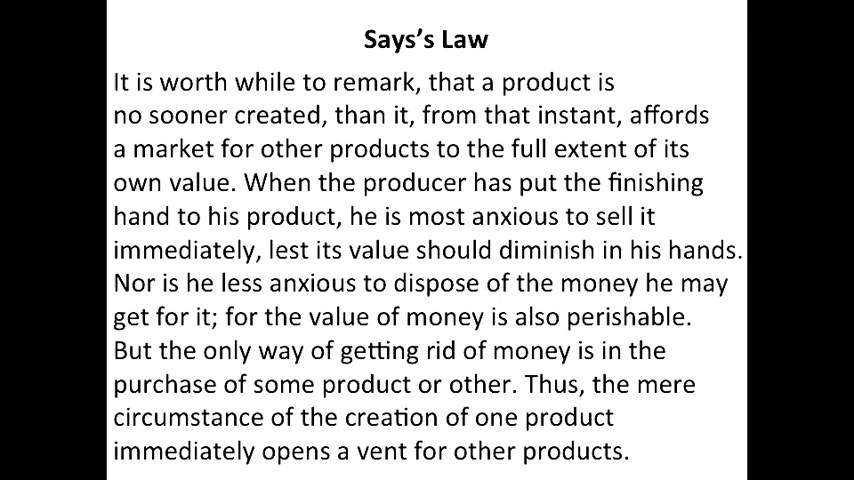 Says's Law
It is worth while to remark, that a product is
no sooner created, than it, from that instant, affords
a market for other products to the full extent of its
own value. When the producer has put the finishing
hand to his product, he is most anxious to sell it
immediately, lest its value should diminish in his hands.
Nor is he less anxious to dispose of the money he may
get for it; for the value of money is also perishable.
But the only way of getting rid of money is in the
purchase of some product or other. Thus, the mere
circumstance of the creation of one product
immediately opens a vent for other products.